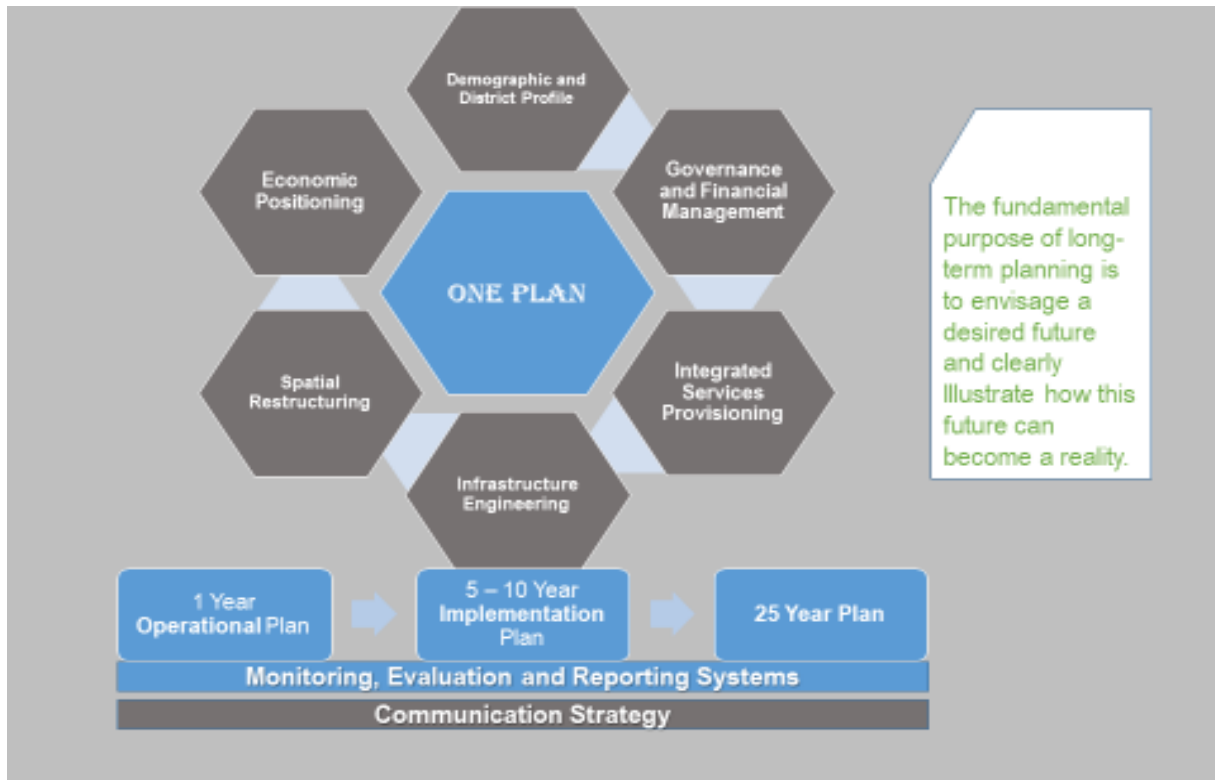 Demographic and
District Profile
Economic
Positioning
Governance
and Financial
Management
ONE PLAN
Spatial
Restructuring
Integrated
Services
Provisioning
Infrastructure
Engineering
The fundamental
purpose of long-
term planning is
to envisage a
desired future
and clearly
Illustrate how this
future can
become a reality.
1 Year
Operational Plan
5 – 10 Year
Implementation
Plan
25 Year Plan
Monitoring, Evaluation and Reporting Systems
Communication Strategy